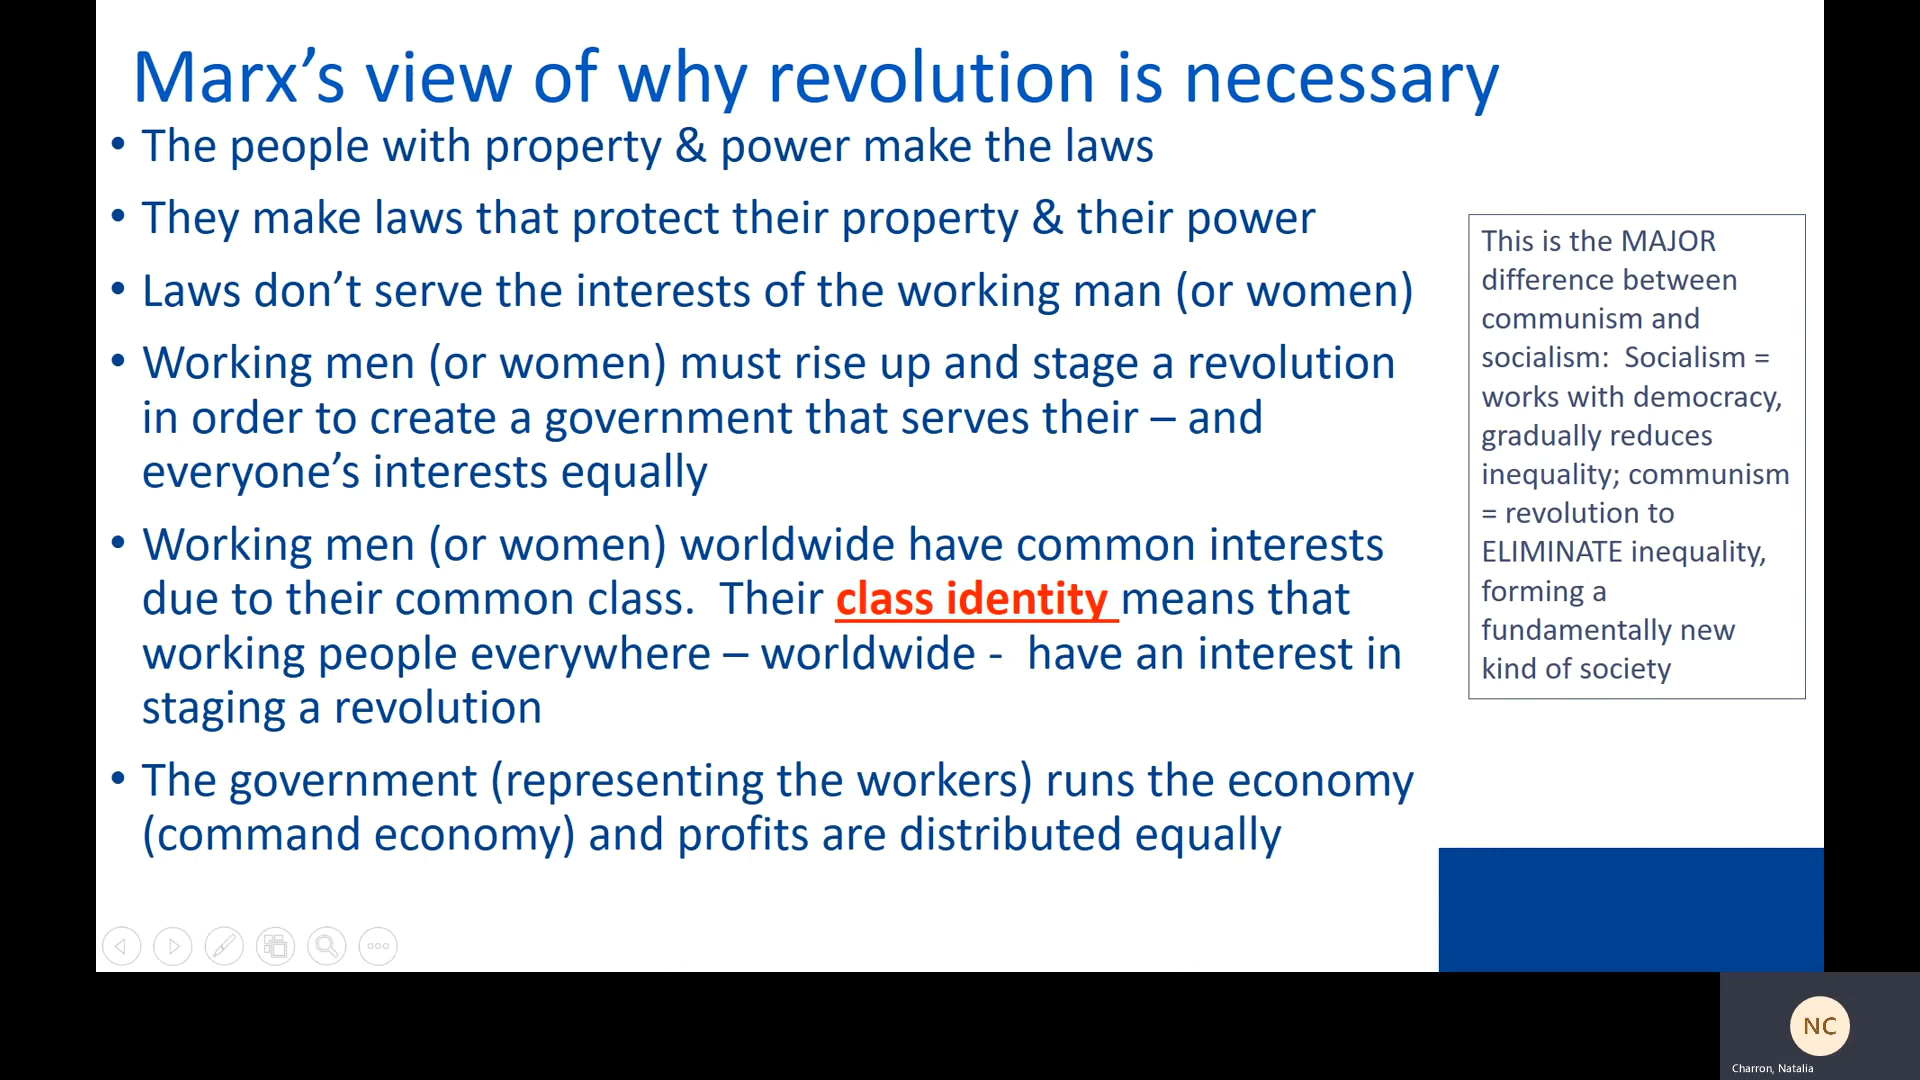 Marx’s view of why revolution is necessary
• The people with property & power make the laws
• They make laws that protect their property & their power
• Laws don’t serve the interests of the working man (or women)
• Working men (or women) must rise up and stage a revolution
in order to create a government that serves their – and
everyone’s interests equally
• Working men (or women) worldwide have common interests
due to their common class.  Their class identity means that
working people everywhere – worldwide -  have an interest in
staging a revolution
• The government (representing the workers) runs the economy
(command economy) and profits are distributed equally
This is the MAJOR
difference between
communism and
socialism:  Socialism =
works with democracy,
gradually reduces
inequality; communism
= revolution to
ELIMINATE inequality,
forming a
fundamentally new
kind of society
NC
Charron, Natalia